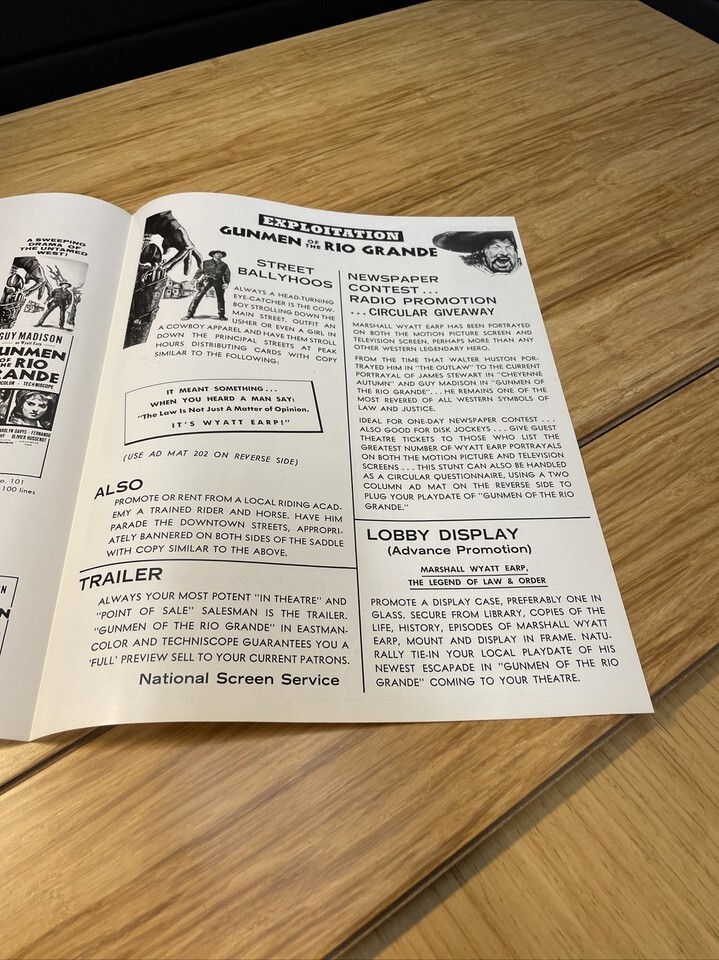 A SWEEPING
DRAMA OF
THE UNTAMED
WEST!
GUY MADISON
as Wyatt Earp
GUNMEN
OF THE RIO
GRANDE
TECHNISCOPE
FERNANDO
OLIVIER HUSSENOT
No. 101
100 lines
EXPLOITATION
GUNMEN OF THE RIO GRANDE
STREET
BALLYHOOS
ALWAYS A HEAD-TURNING
EYE-CATCHER IS THE COW-
BOY STROLLING DOWN THE
MAIN STREET. OUTFIT AN
USHER OR EVEN A GIRL IN
A COWBOY APPAREL AND HAVE THEM STROLL
DOWN THE PRINCIPAL STREETS AT PEAK
HOURS DISTRIBUTING CARDS WITH COPY
SIMILAR TO THE FOLLOWING:
IT MEANT SOMETHING...
WHEN YOU HEARD A MAN SAY:
"The Law Is Not Just A Matter of Opinion.
IT'S WYATT EARP!"
(USE AD MAT 202 ON REVERSE SIDE)
ALSO
PROMOTE OR RENT FROM A LOCAL RIDING ACAD-
EMY A TRAINED RIDER AND HORSE. HAVE HIM
PARADE THE DOWNTOWN STREETS, APPROPRI-
ATELY BANNERED ON BOTH SIDES OF THE SADDLE
WITH COPY SIMILAR TO THE ABOVE.
TRAILER
ALWAYS YOUR MOST POTENT "IN THEATRE" AND
"POINT OF SALE" SALESMAN IS THE TRAILER.
"GUNMEN OF THE RIO GRANDE" IN EASTMAN-
COLOR AND TECHNISCOPE GUARANTEES YOU A
'FULL' PREVIEW SELL TO YOUR CURRENT PATRONS.
National Screen Service
NEWSPAPER
CONTEST...
RADIO PROMOTION
...CIRCULAR GIVEAWAY
MARSHALL WYATT EARP HAS BEEN PORTRAYED
ON BOTH THE MOTION PICTURE SCREEN AND
TELEVISION SCREEN, PERHAPS MORE THAN ANY
OTHER WESTERN LEGENDARY HERO.
FROM THE TIME THAT WALTER HUSTON POR-
TRAYED HIM IN "THE OUTLAW" TO THE CURRENT
PORTRAYAL OF JAMES STEWART IN "CHEYENNE
AUTUMN" AND GUY MADISON IN "GUNMEN OF
THE RIO GRANDE"...HE REMAINS ONE OF THE
MOST REVERED OF ALL WESTERN SYMBOLS OF
LAW AND JUSTICE.
IDEAL FOR ONE-DAY NEWSPAPER CONTEST...
ALSO GOOD FOR DISK JOCKEYS... GIVE GUEST
THEATRE TICKETS TO THOSE WHO LIST THE
GREATEST NUMBER OF WYATT EARP PORTRAYALS
ON BOTH THE MOTION PICTURE AND TELEVISION
SCREENS... THIS STUNT CAN ALSO BE HANDLED
AS A CIRCULAR QUESTIONNAIRE, USING A TWO
COLUMN AD MAT ON THE REVERSE SIDE TO
PLUG YOUR PLAYDATE OF "GUNMEN OF THE RIO
GRANDE."
LOBBY DISPLAY
(Advance Promotion)
MARSHALL WYATT EARP,
THE LEGEND OF LAW & ORDER
PROMOTE A DISPLAY CASE, PREFERABLY ONE IN
GLASS. SECURE FROM LIBRARY, COPIES OF THE
LIFE, HISTORY, EPISODES OF MARSHALL WYATT
EARP, MOUNT AND DISPLAY IN FRAME. NATU-
RALLY TIE-IN YOUR LOCAL PLAYDATE OF HIS
NEWEST ESCAPADE IN "GUNMEN OF THE RIO
GRANDE" COMING TO YOUR THEATRE.